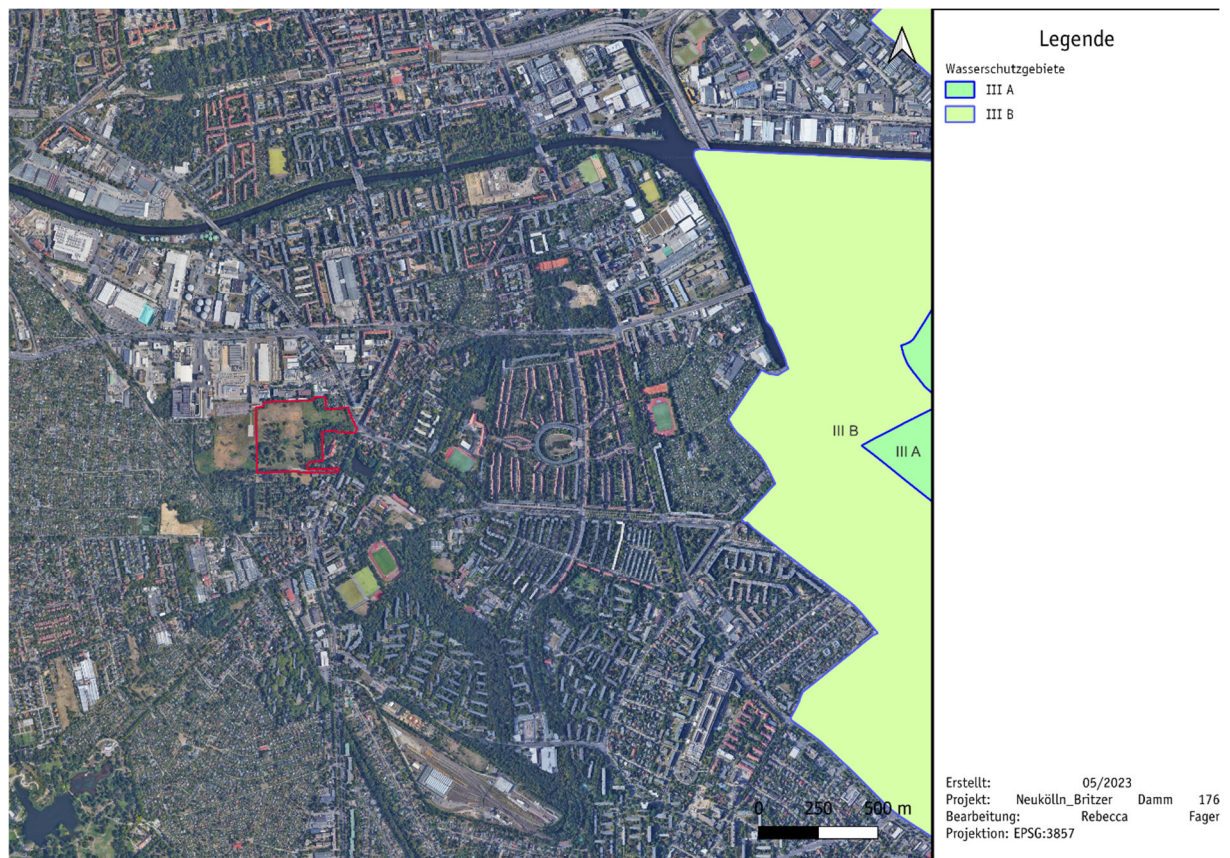 Legende
Wasserschutzgebiete
III A
III B
III B
III A
0 250 500 m
Erstellt: 05/2023
Projekt: Neukölln_Britzer Damm 176
Bearbeitung: Rebecca Fager
Projektion: EPSG:3857